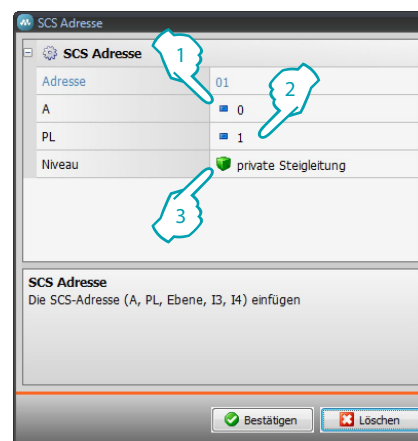 SCS Adresse
SCS Adresse
1
Adresse 01
2
A 0
PL 1
Niveau private Steigleitung
3
SCS Adresse
Die SCS-Adresse (A, PL, Ebene, I3, I4) einfügen
Bestätigen Löschen